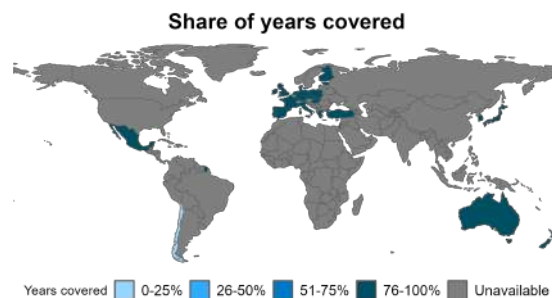 Share of years covered
Years covered 0-25% 26-50% 51-75% 76-100% Unavailable